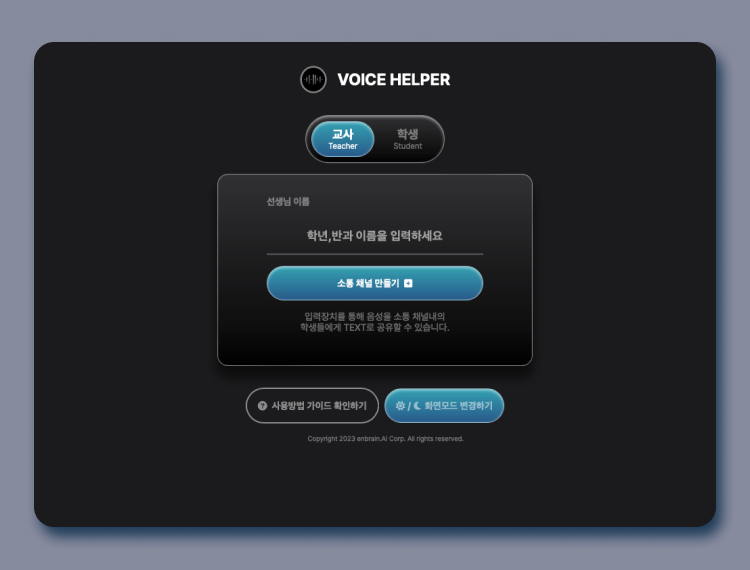 VOICE HELPER
교사 학생
Teacher Student
선생님 이름
학년,반과 이름을 입력하세요
소통 채널 만들기
입력장치를 통해 음성을 소통 채널내의
학생들에게 TEXT로 공유할 수 있습니다.
사용방법 가이드 확인하기 / 화면모드 변경하기
Copyright 2023 enbrain.Ai Corp. All rights reserved.